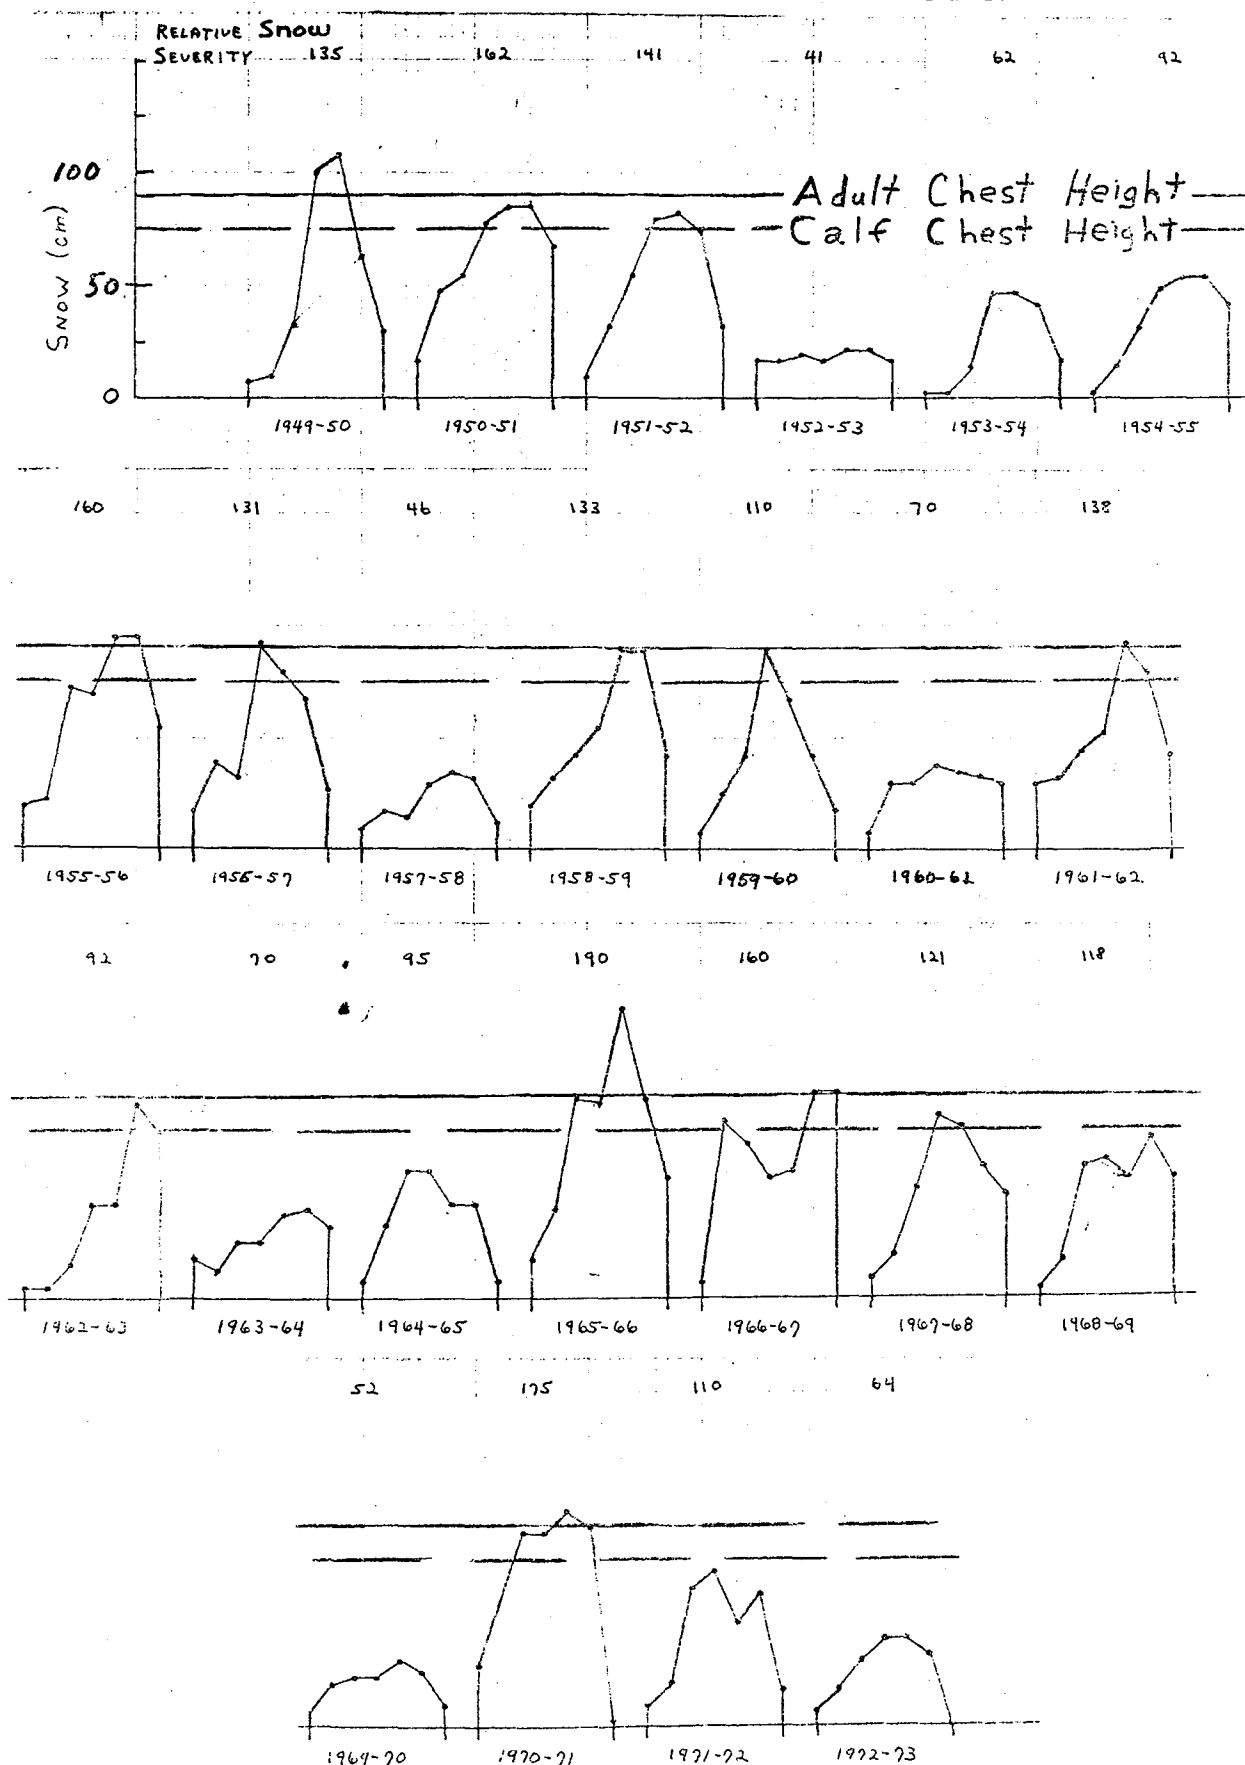 RELATIVE Snow
SEVERITY 135 162 141 41 62 92
100
Adult Chest Height
Calf Chest Height
50
Snow (cm)
0
1949-50 1950-51 1951-52 1952-53 1953-54 1954-55
160 131 46 133 110 70 138
1955-56 1956-57 1957-58 1958-59 1959-60 1960-61 1961-62
92 70 95 190 160 121 118
1962-63 1963-64 1964-65 1965-66 1966-67 1967-68 1968-69
52 175 110 64
1969-70 1970-71 1971-72 1972-73